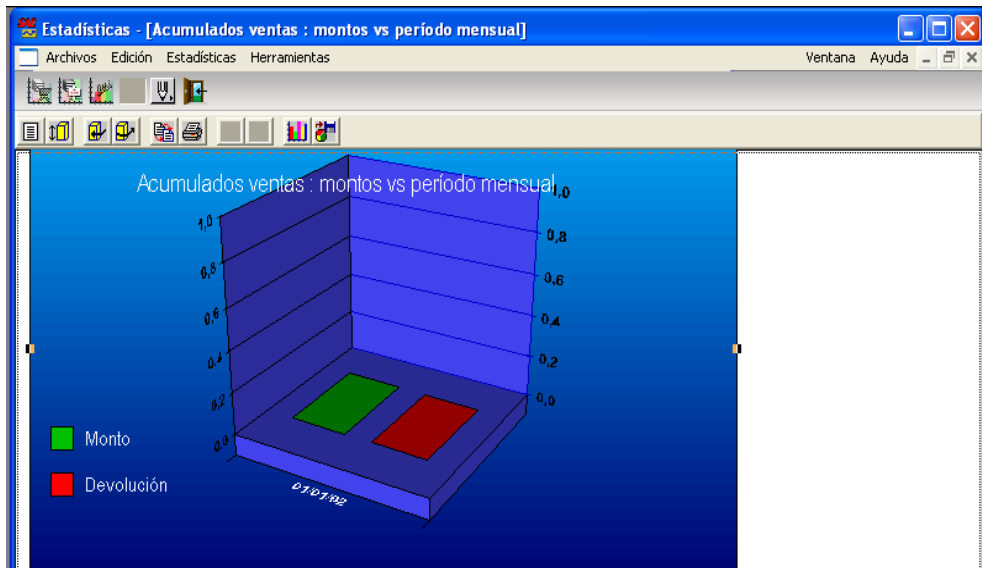 Estadísticas - [Acumulados ventas : montos vs período mensual]
Archivos Edición Estadísticas Herramientas Ventana Ayuda
Acumulados ventas : montos vs período mensual
1,0
0,8
0,6
0,4
0,2
0,0
1,0
0,8
0,6
0,4
0,2
0,0
Monto
Devolución
01/01/02